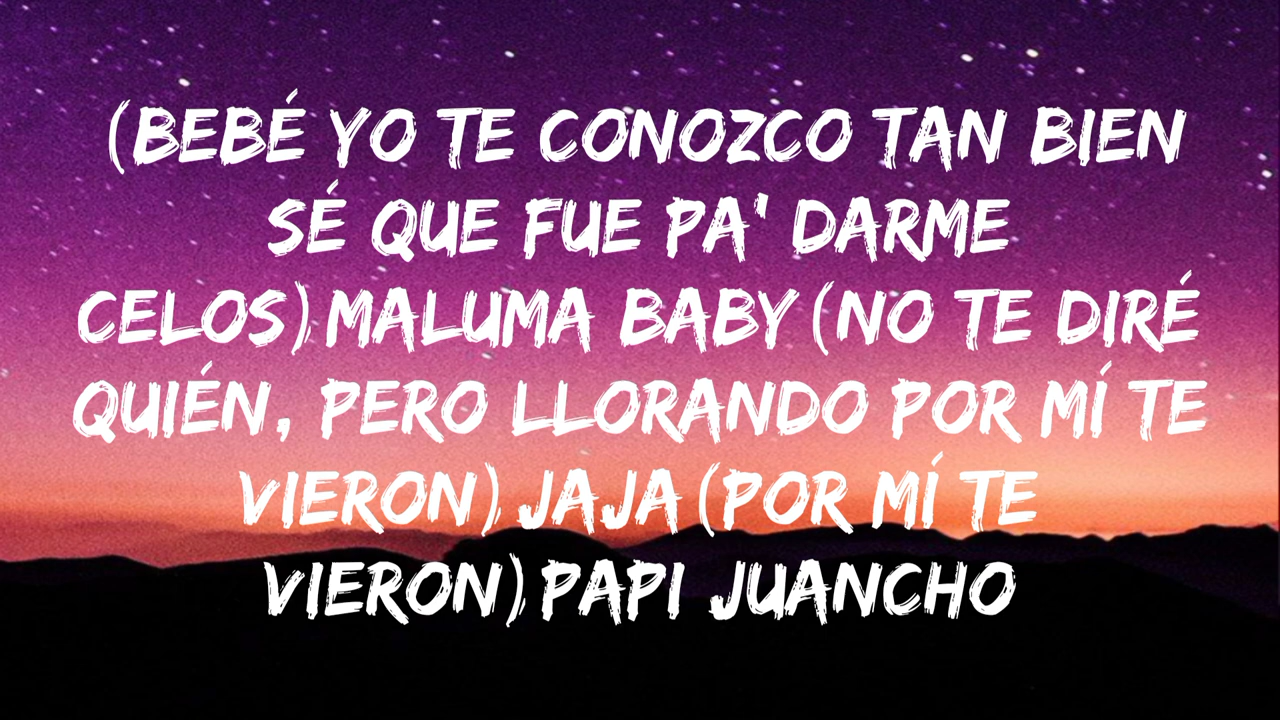 (BEBÉ YO TE CONOZCO TAN BIEN
SÉ QUE FUE PA' DARME
CELOS) MALUMA BABY (NO TE DIRÉ
QUIÉN, PERO LLORANDO POR MÍ TE
VIERON) JAJA (POR MÍ TE
VIERON) PAPI JUANCHO